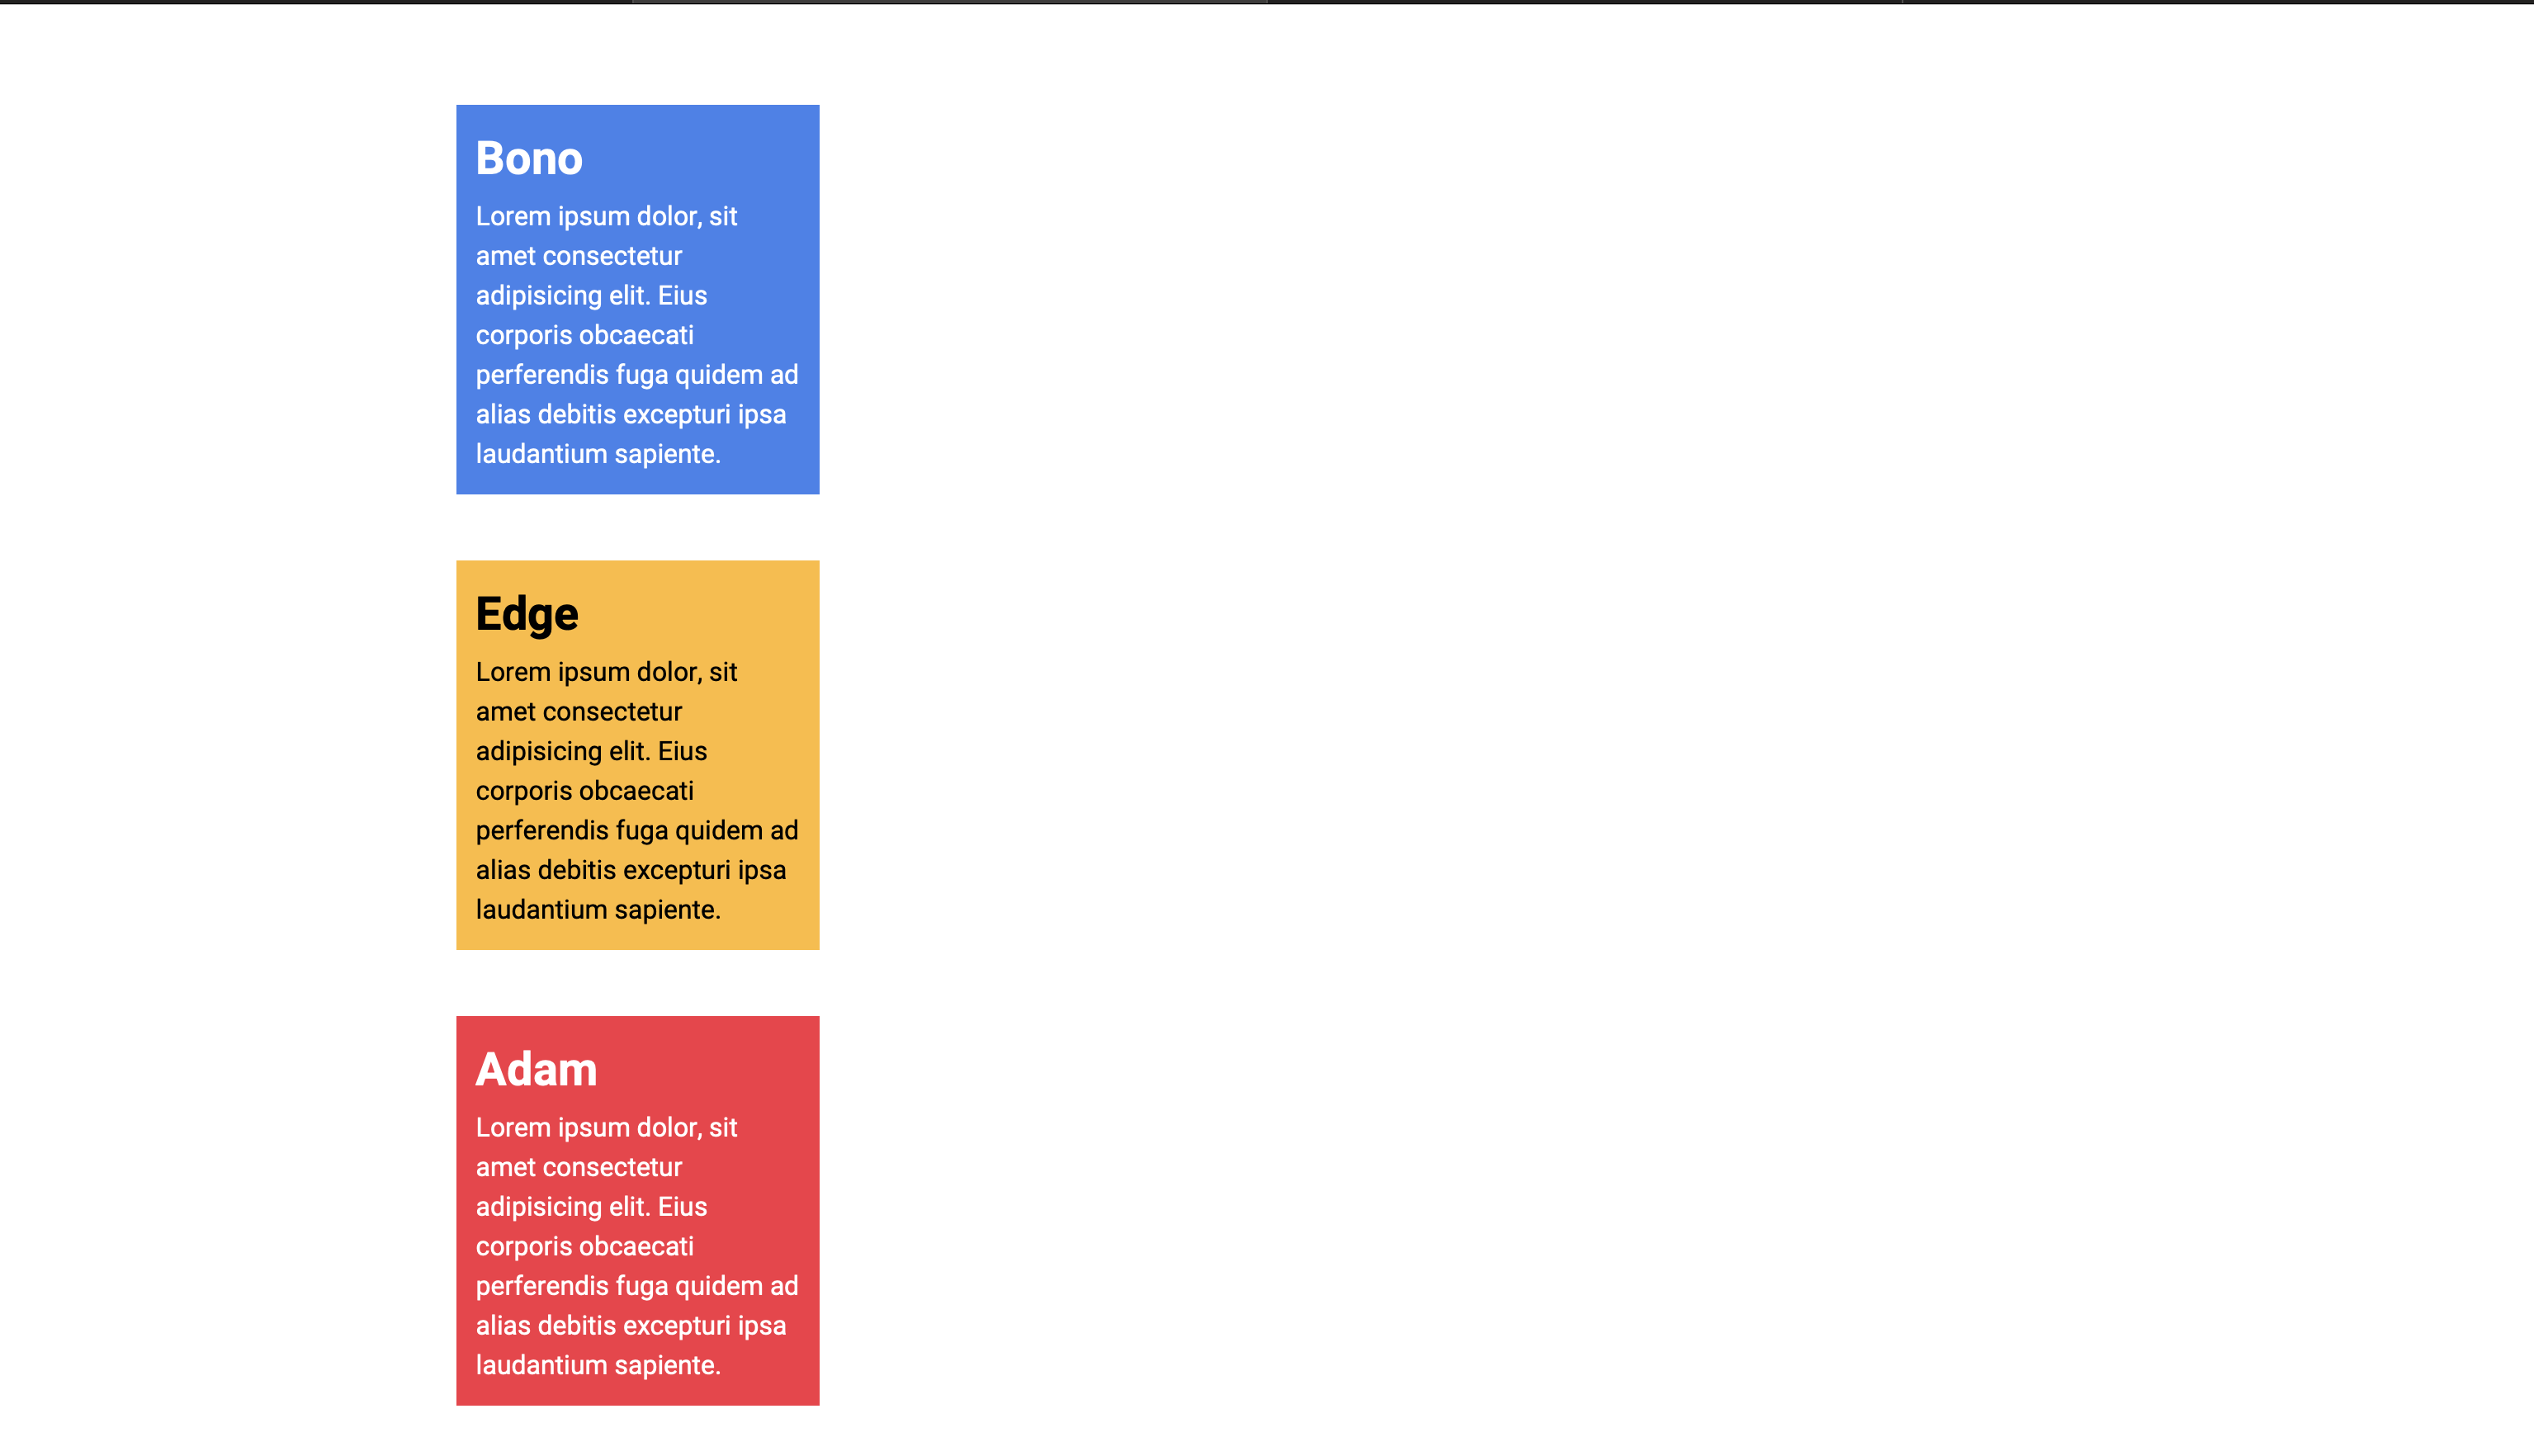 Bono
Lorem ipsum dolor, sit
amet consectetur
adipisicing elit. Eius
corporis obcaecati
perferendis fuga quidem ad
alias debitis excepturi ipsa
laudantium sapiente.
Edge
Lorem ipsum dolor, sit
amet consectetur
adipisicing elit. Eius
corporis obcaecati
perferendis fuga quidem ad
alias debitis excepturi ipsa
laudantium sapiente.
Adam
Lorem ipsum dolor, sit
amet consectetur
adipisicing elit. Eius
corporis obcaecati
perferendis fuga quidem ad
alias debitis excepturi ipsa
laudantium sapiente.